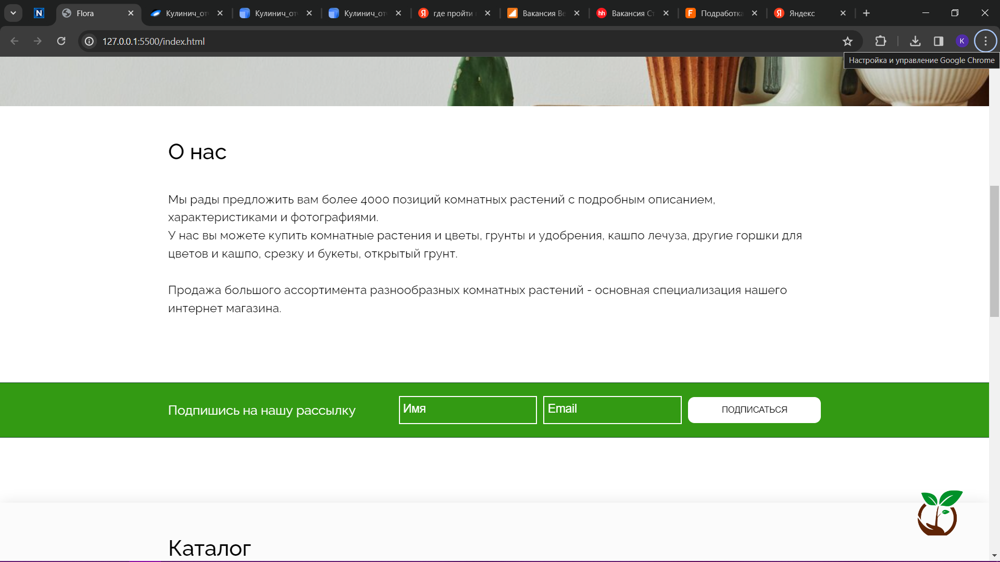 N
Flora
Кулинич_от
Кулинич_от
Кулинич_от
Я
где пройти
Вакансия Ве
hh
Вакансия Ст
F
Подработка
Я
Яндекс
127.0.0.1:5500/index.html
K
Настройка и управление Google Chrome
О нас
Мы рады предложить вам более 4000 позиций комнатных растений с подробным описанием,
характеристиками и фотографиями.
У нас вы можете купить комнатные растения и цветы, грунты и удобрения, кашпо лечуза, другие горшки для
цветов и кашпо, срезку и букеты, открытый грунт.
Продажа большого ассортимента разнообразных комнатных растений - основная специализация нашего
интернет магазина.
Подпишись на нашу рассылку
Имя
Email
ПОДПИСАТЬСЯ
Каталог